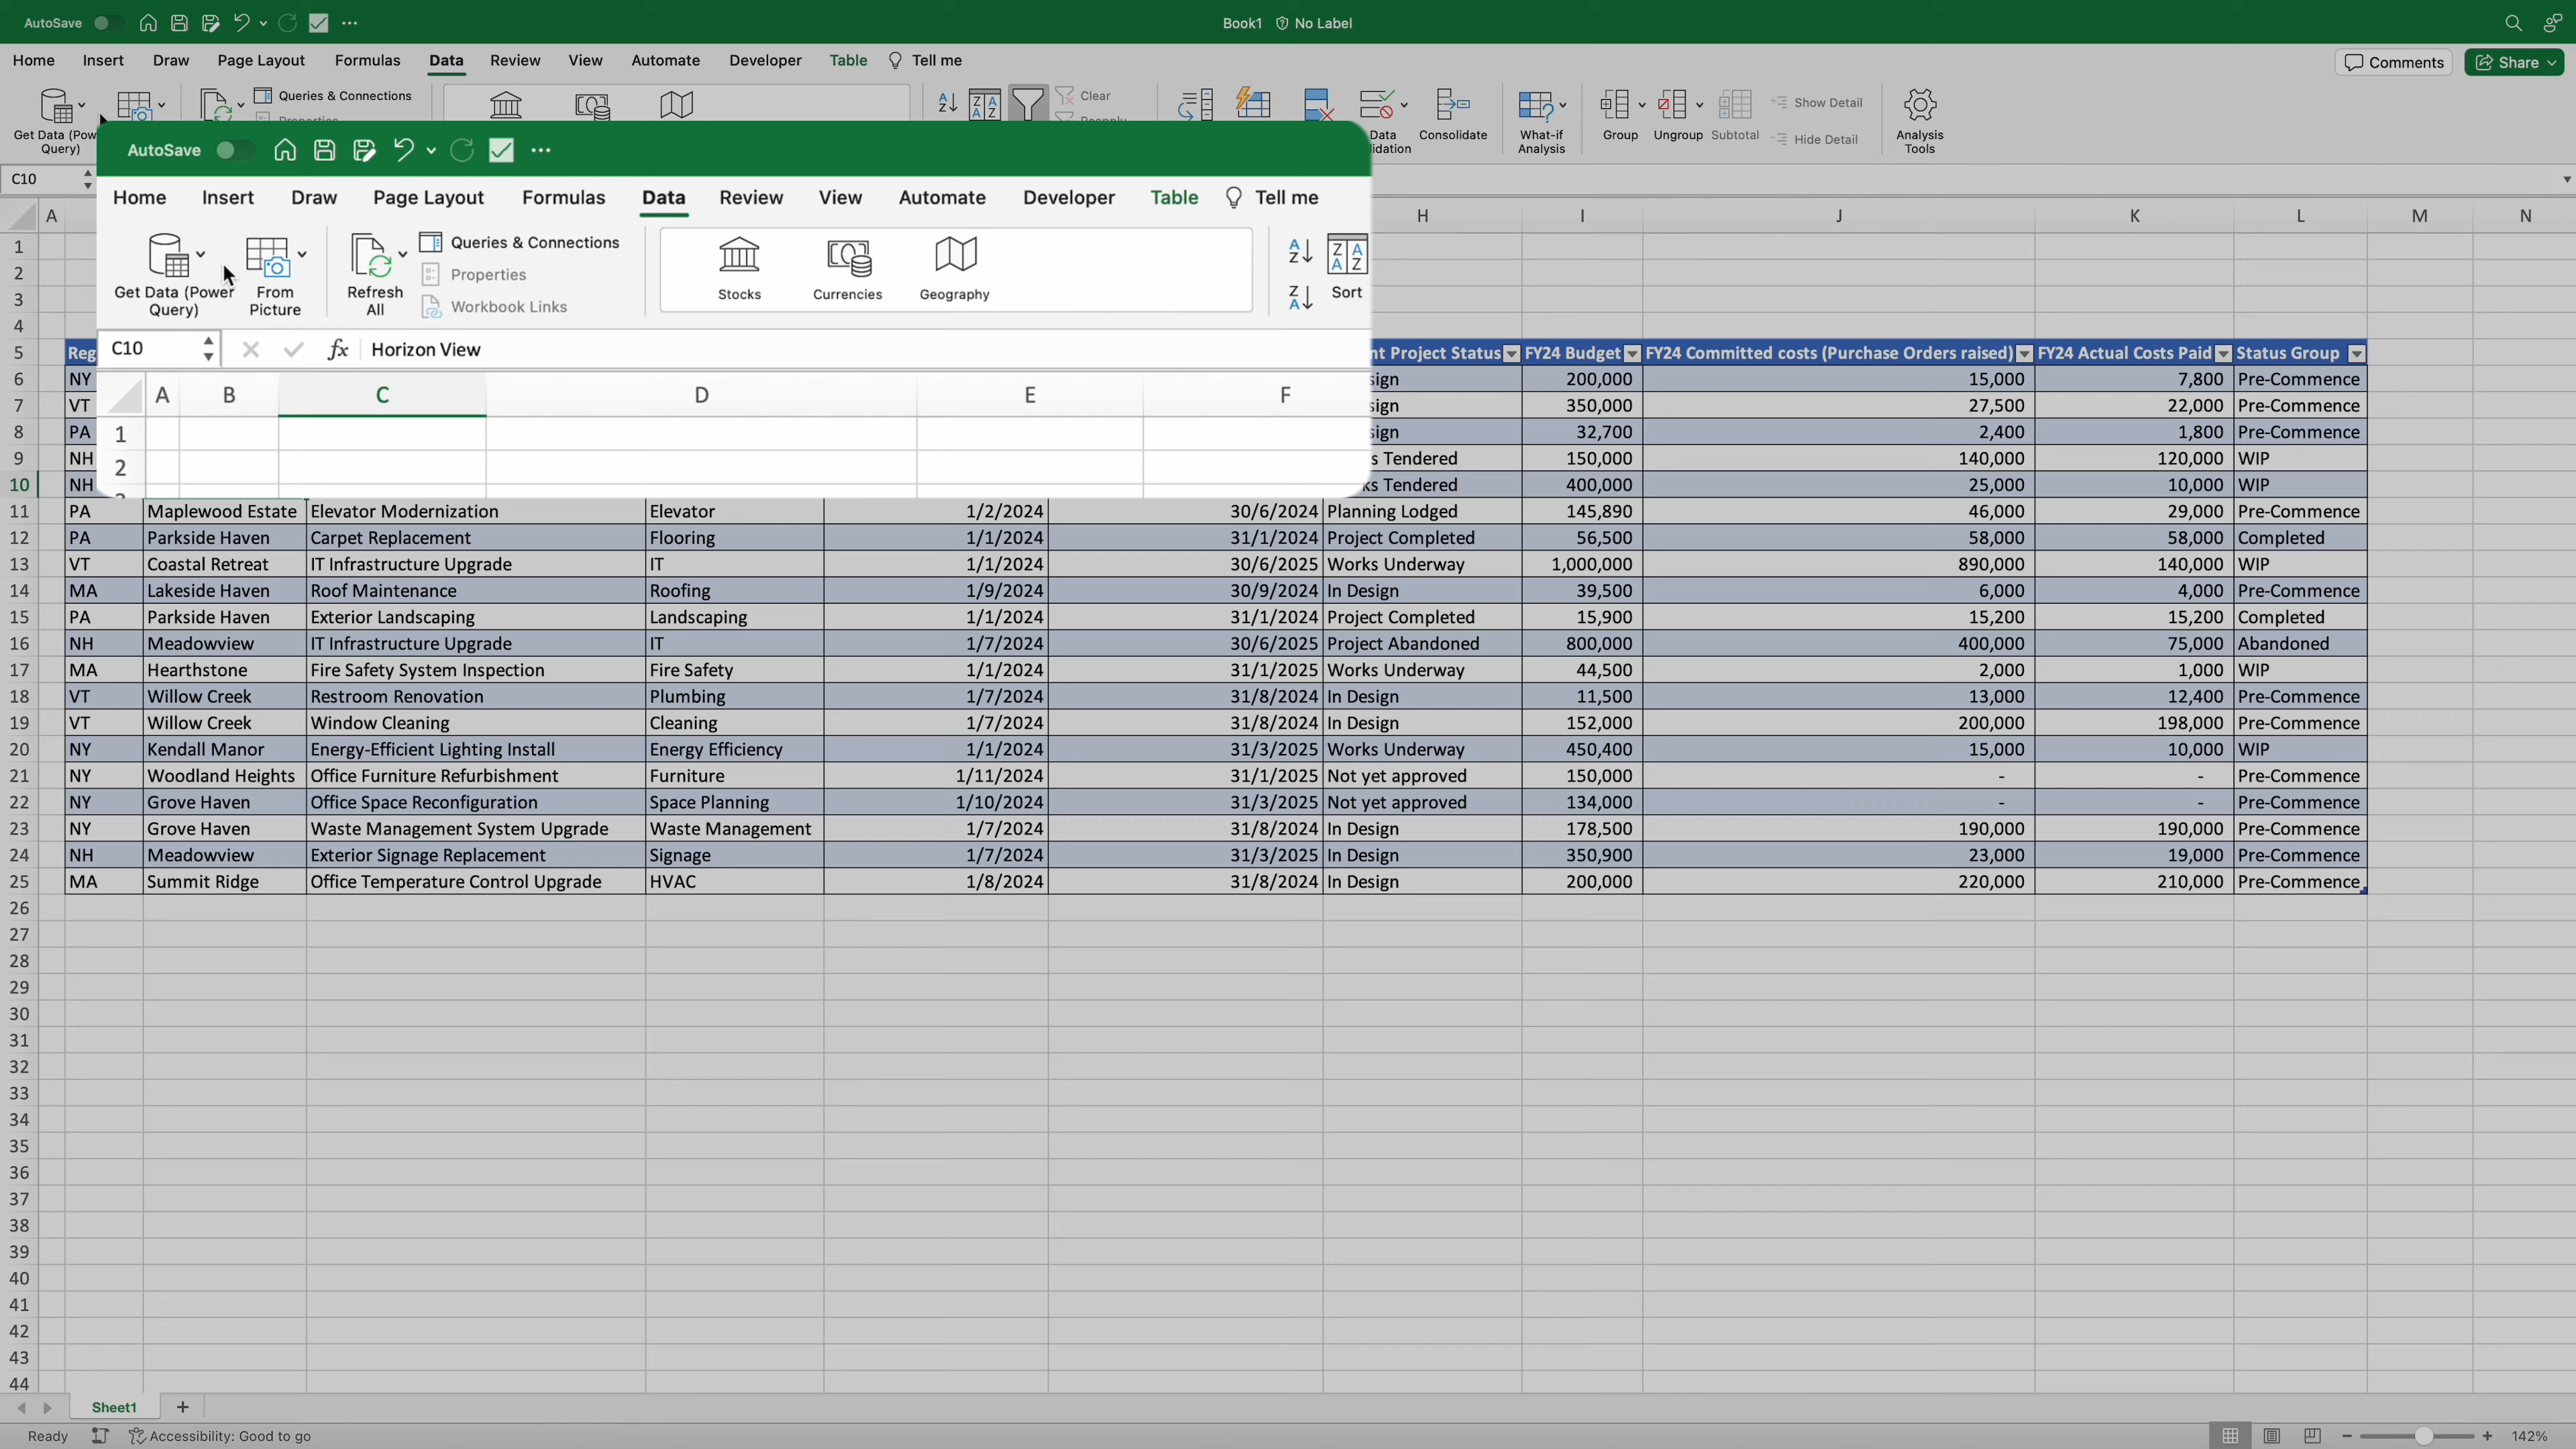 AutoSave Book1 No Label
Home Insert Draw Page Layout Formulas Data Review View Automate Developer Table Tell me Comments Share
Queries & Connections Clear Show Detail
Get Data (Pow Query) Data lidation Consolidate What-if Analysis Group Ungroup Subtotal Hide Detail Analysis Tools
C10
AutoSave
Home Insert Draw Page Layout Formulas Data Review View Automate Developer Table Tell me
Get Data (Power Query) From Picture Refresh All Queries & Connections Stocks Currencies Geography Sort
Properties
Workbook Links
C10 fx Horizon View
A B C D E F
1
2
A H I J K L M N
1
2
3
4
5 Reg nt Project Status FY24 Budget FY24 Committed costs (Purchase Orders raised) FY24 Actual Costs Paid Status Group
6 NY sign 200,000 15,000 7,800 Pre-Commence
7 VT sign 350,000 27,500 22,000 Pre-Commence
8 PA sign 32,700 2,400 1,800 Pre-Commence
9 NH s Tendered 150,000 140,000 120,000 WIP
10 NH ks Tendered 400,000 25,000 10,000 WIP
11 PA Maplewood Estate Elevator Modernization Elevator 1/2/2024 30/6/2024 Planning Lodged 145,890 46,000 29,000 Pre-Commence
12 PA Parkside Haven Carpet Replacement Flooring 1/1/2024 31/1/2024 Project Completed 56,500 58,000 58,000 Completed
13 VT Coastal Retreat IT Infrastructure Upgrade IT 1/1/2024 30/6/2025 Works Underway 1,000,000 890,000 140,000 WIP
14 MA Lakeside Haven Roof Maintenance Roofing 1/9/2024 30/9/2024 In Design 39,500 6,000 4,000 Pre-Commence
15 PA Parkside Haven Exterior Landscaping Landscaping 1/1/2024 31/1/2024 Project Completed 15,900 15,200 15,200 Completed
16 NH Meadowview IT Infrastructure Upgrade IT 1/7/2024 30/6/2025 Project Abandoned 800,000 400,000 75,000 Abandoned
17 MA Hearthstone Fire Safety System Inspection Fire Safety 1/1/2024 31/1/2025 Works Underway 44,500 2,000 1,000 WIP
18 VT Willow Creek Restroom Renovation Plumbing 1/7/2024 31/8/2024 In Design 11,500 13,000 12,400 Pre-Commence
19 VT Willow Creek Window Cleaning Cleaning 1/7/2024 31/8/2024 In Design 152,000 200,000 198,000 Pre-Commence
20 NY Kendall Manor Energy-Efficient Lighting Install Energy Efficiency 1/1/2024 31/3/2025 Works Underway 450,400 15,000 10,000 WIP
21 NY Woodland Heights Office Furniture Refurbishment Furniture 1/11/2024 31/1/2025 Not yet approved 150,000 - - Pre-Commence
22 NY Grove Haven Office Space Reconfiguration Space Planning 1/10/2024 31/3/2025 Not yet approved 134,000 - - Pre-Commence
23 NY Grove Haven Waste Management System Upgrade Waste Management 1/7/2024 31/8/2024 In Design 178,500 190,000 190,000 Pre-Commence
24 NH Meadowview Exterior Signage Replacement Signage 1/7/2024 31/3/2025 In Design 350,900 23,000 19,000 Pre-Commence
25 MA Summit Ridge Office Temperature Control Upgrade HVAC 1/8/2024 31/8/2024 In Design 200,000 220,000 210,000 Pre-Commence
26
27
28
29
30
31
32
33
34
35
36
37
38
39
40
41
42
43
44
Sheet1
Ready Accessibility: Good to go 142%